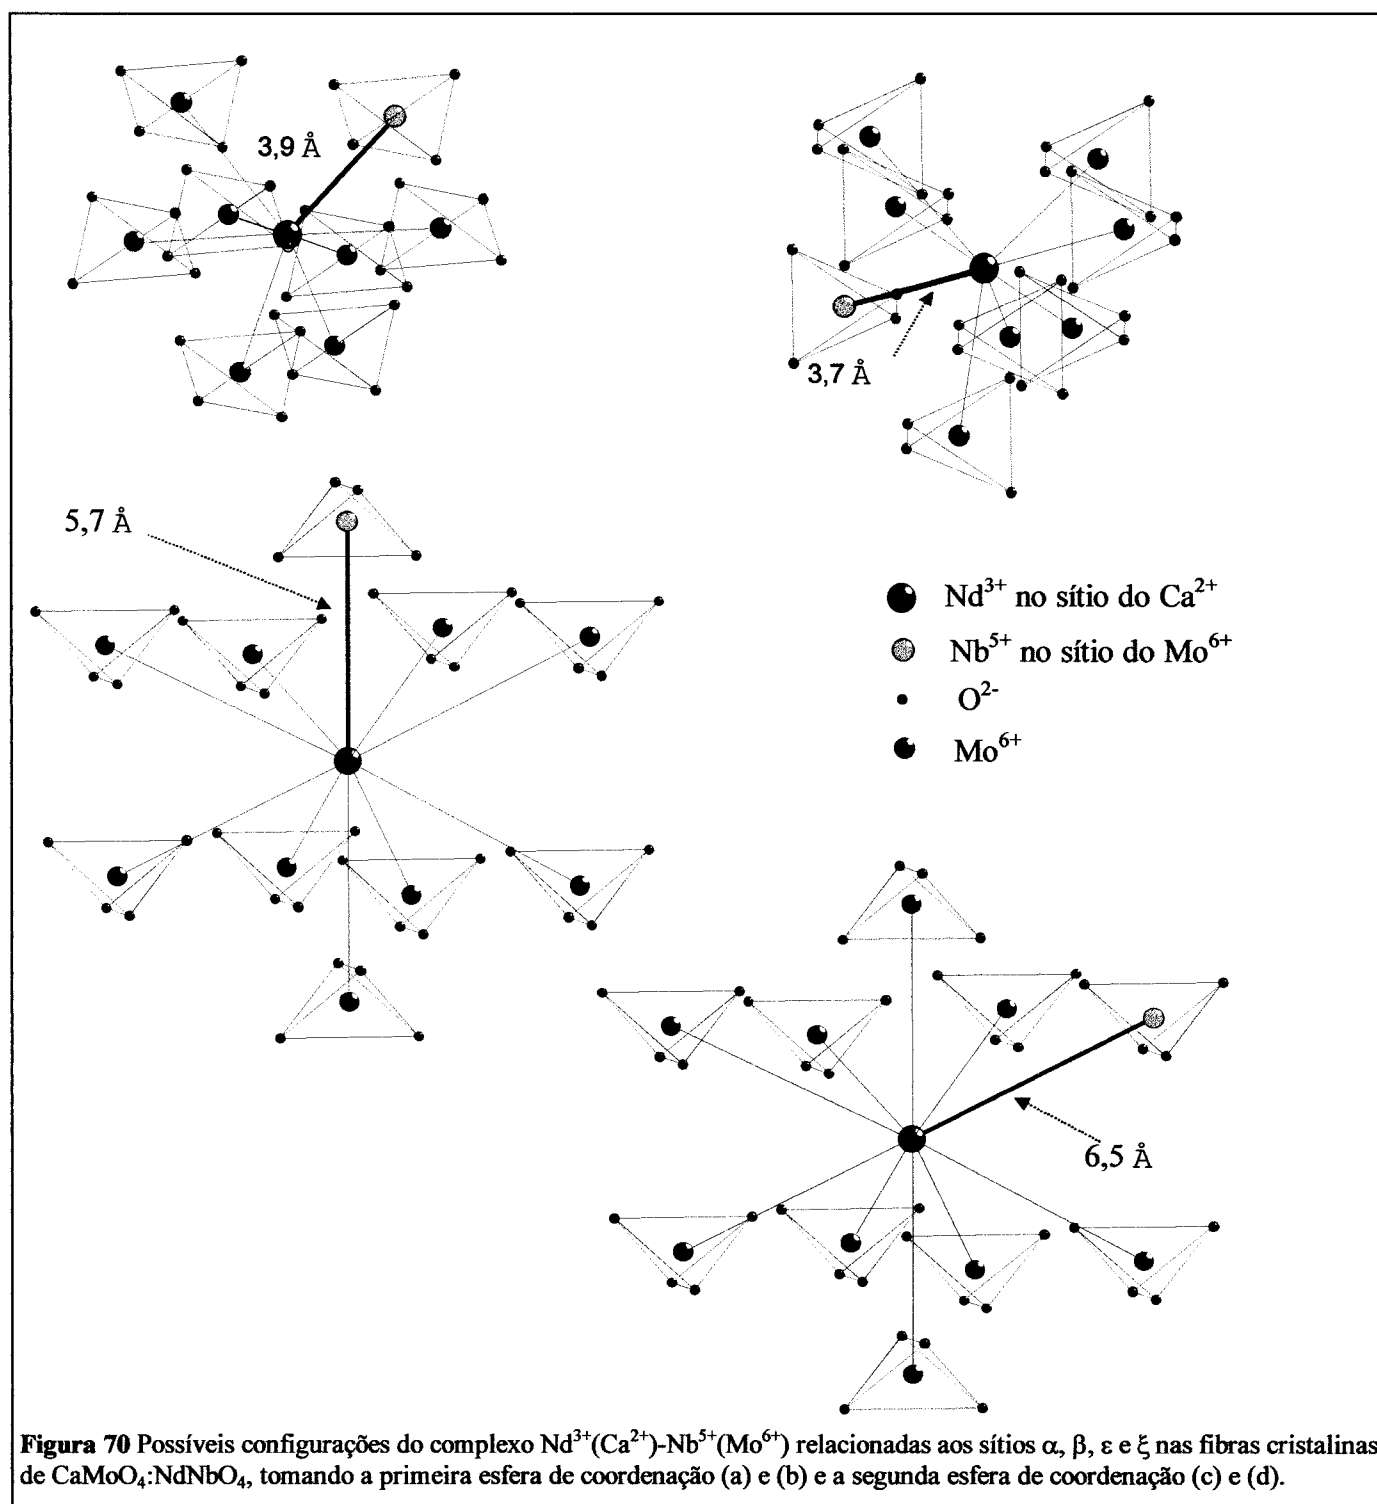 3,9 Å
3,7 Å
5,7 Å
Nd³⁺ no sítio do Ca²⁺
Nb⁵⁺ no sítio do Mo⁶⁺
O²⁻
Mo⁶⁺
6,5 Å
Figura 70 Possíveis configurações do complexo Nd³⁺(Ca²⁺)-Nb⁵⁺(Mo⁶⁺) relacionadas aos sítios α, β, ε e ξ nas fibras cristalinas
de CaMoO₄:NdNbO₄, tomando a primeira esfera de coordenação (a) e (b) e a segunda esfera de coordenação (c) e (d).